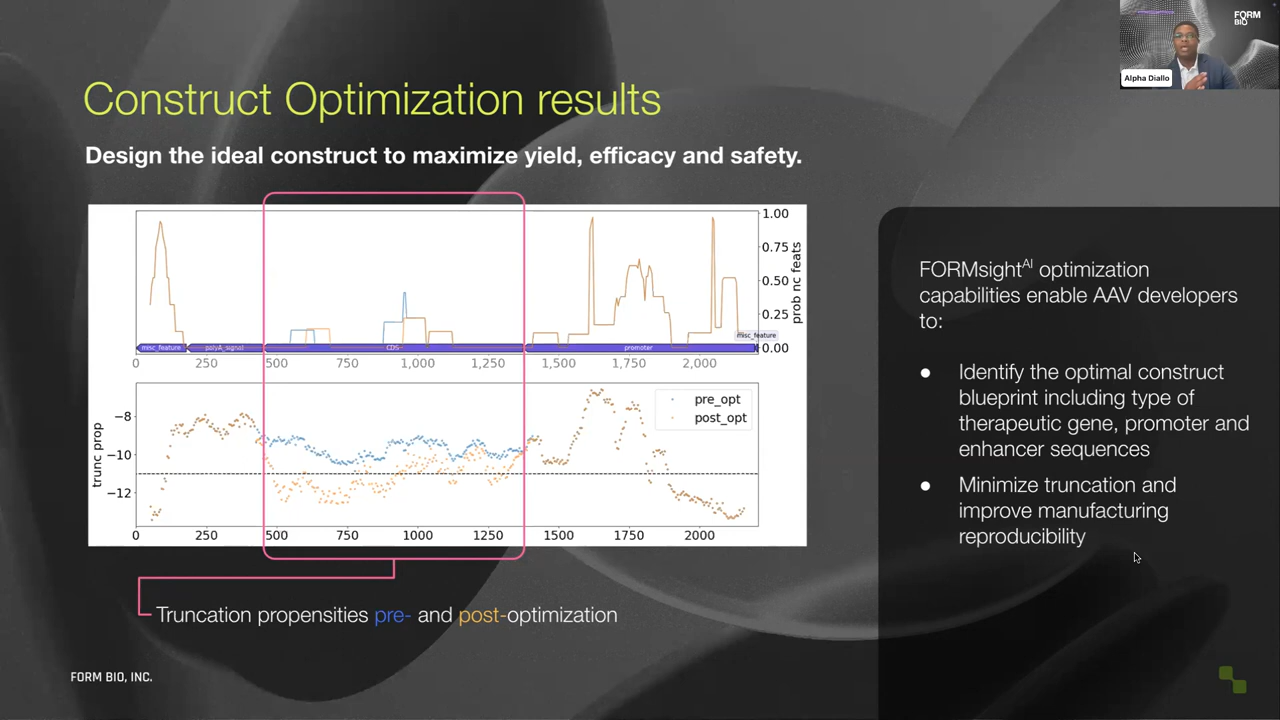 FORM
BIO
Alpha Diallo
Construct Optimization results
Design the ideal construct to maximize yield, efficacy and safety.
1.00
0.75
0.50
0.25
0.00
prob nc feats
misc_feature
misc_feature
polyA_signal
CDS
promoter
0 250 500 750 1,000 1,250 1,500 1,750 2,000
trunc prop
−8
−10
−12
pre_opt
post_opt
0 250 500 750 1000 1250 1500 1750 2000
Truncation propensities pre- and post-optimization
FORMsightAI optimization
capabilities enable AAV developers
to:
● Identify the optimal construct
blueprint including type of
therapeutic gene, promoter and
enhancer sequences
● Minimize truncation and
improve manufacturing
reproducibility
FORM BIO, INC.